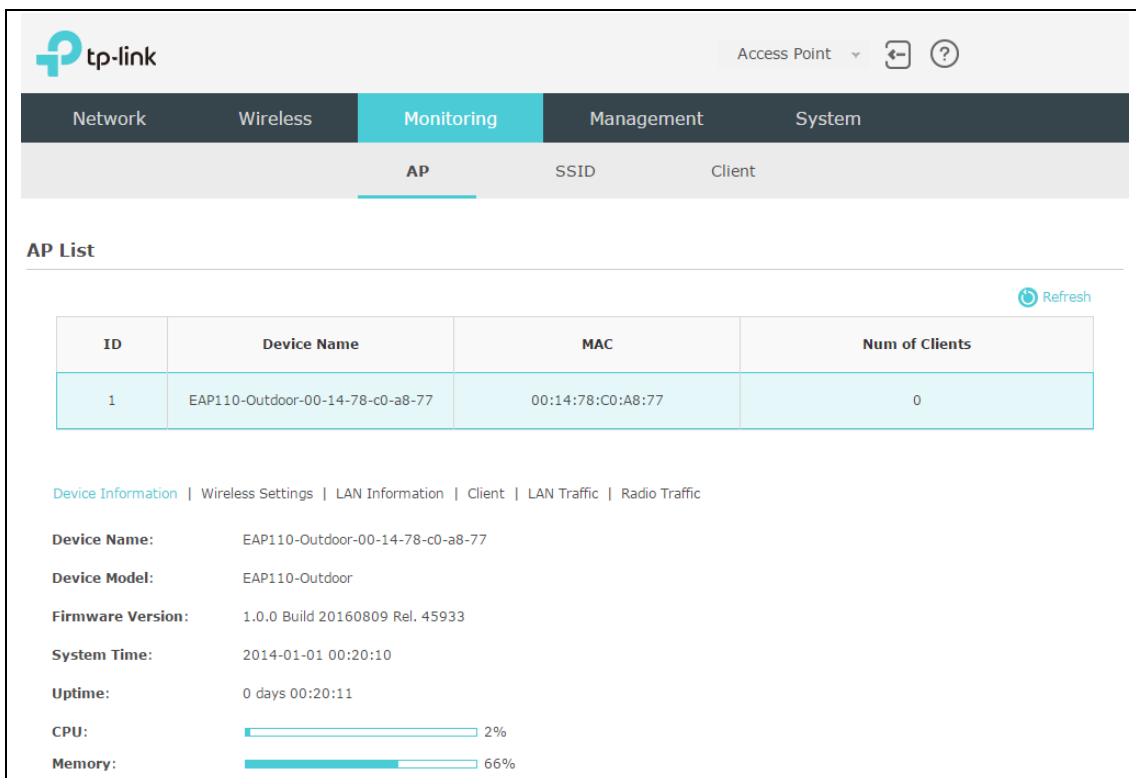 tp-link
Access Point
Network Wireless Monitoring Management System
AP SSID Client
AP List
Refresh
ID Device Name MAC Num of Clients
1 EAP110-Outdoor-00-14-78-c0-a8-77 00:14:78:C0:A8:77 0
Device Information | Wireless Settings | LAN Information | Client | LAN Traffic | Radio Traffic
Device Name: EAP110-Outdoor-00-14-78-c0-a8-77
Device Model: EAP110-Outdoor
Firmware Version: 1.0.0 Build 20160809 Rel. 45933
System Time: 2014-01-01 00:20:10
Uptime: 0 days 00:20:11
CPU: 2%
Memory: 66%